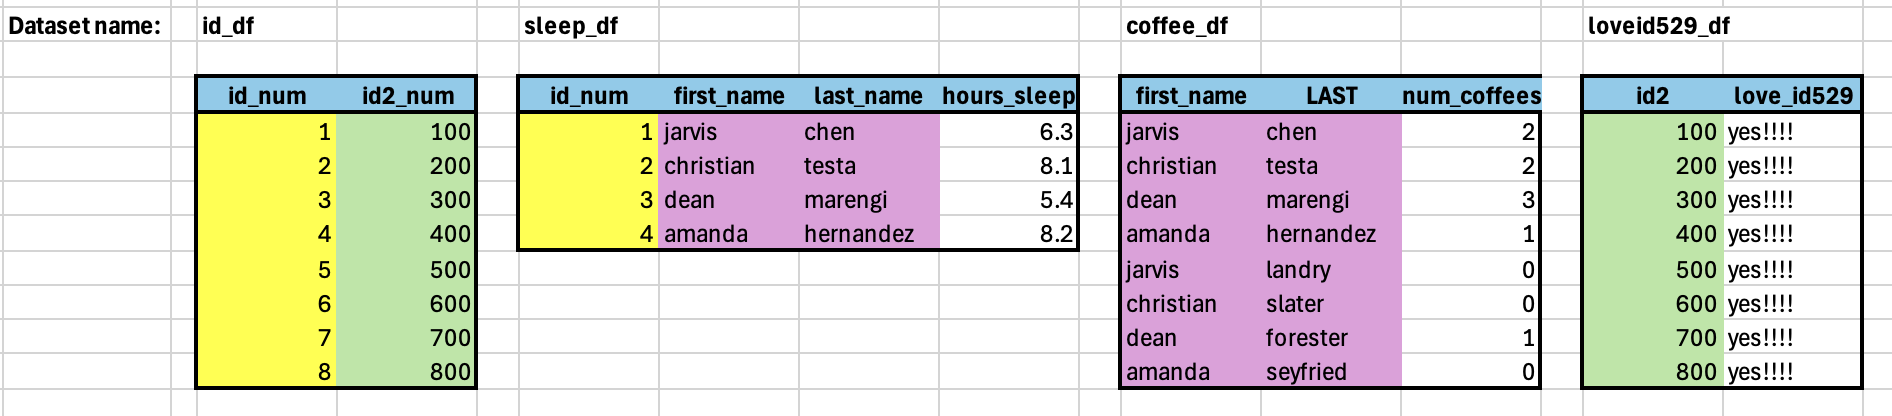 Dataset name: id_df sleep_df coffee_df loveid529_df
id_num id2_num id_num first_name last_name hours_sleep first_name LAST num_coffees id2 love_id529
1 100 1 jarvis chen 6.3 jarvis chen 2 100 yes!!!!
2 200 2 christian testa 8.1 christian testa 2 200 yes!!!!
3 300 3 dean marengi 5.4 dean marengi 3 300 yes!!!!
4 400 4 amanda hernandez 8.2 amanda hernandez 1 400 yes!!!!
5 500 jarvis landry 0 500 yes!!!!
6 600 christian slater 0 600 yes!!!!
7 700 dean forester 1 700 yes!!!!
8 800 amanda seyfried 0 800 yes!!!!